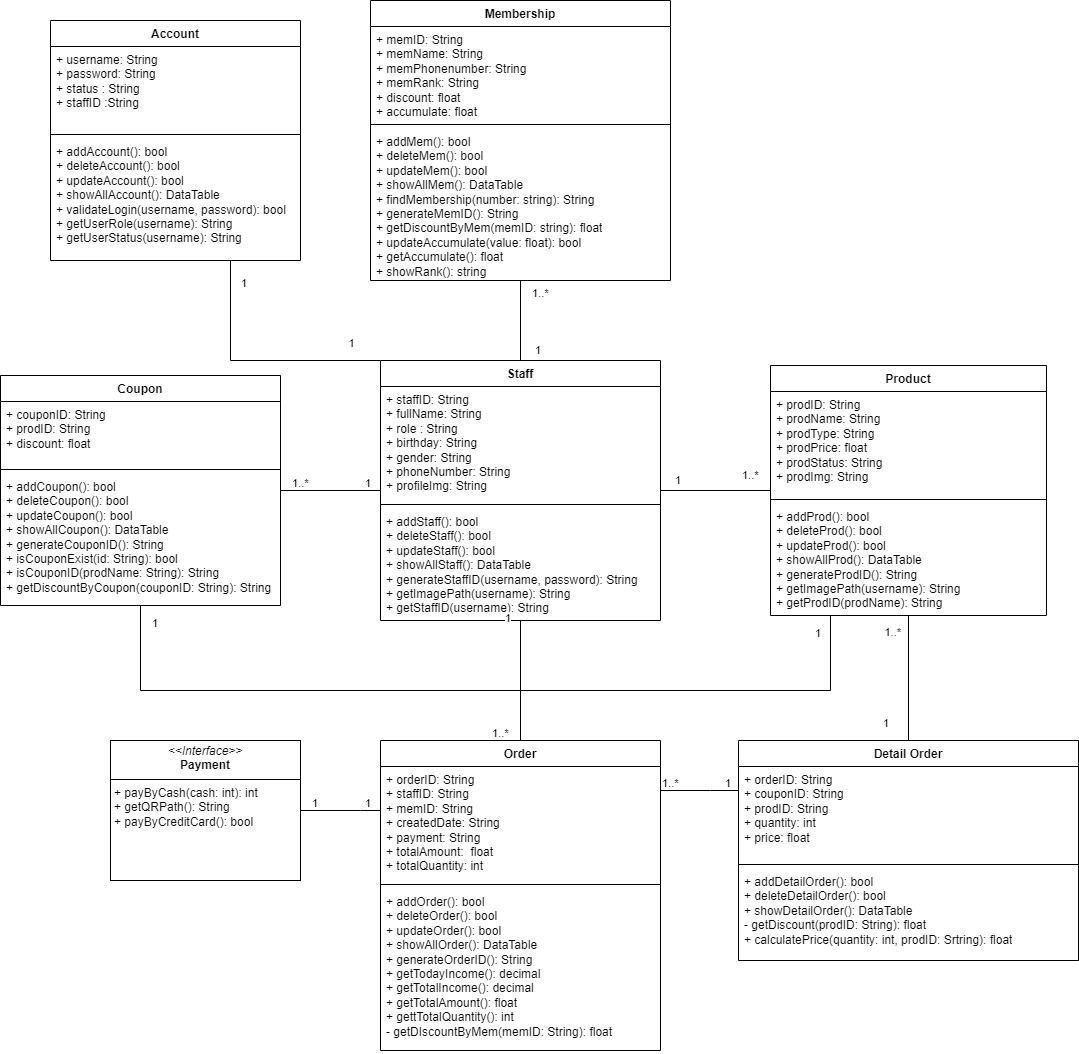 Account
+ username: String
+ password: String
+ status : String
+ staffID :String
+ addAccount(): bool
+ deleteAccount(): bool
+ updateAccount(): bool
+ showAllAccount(): DataTable
+ validateLogin(username, password): bool
+ getUserRole(username): String
+ getUserStatus(username): String
Membership
+ memID: String
+ memName: String
+ memPhonenumber: String
+ memRank: String
+ discount: float
+ accumulate: float
+ addMem(): bool
+ deleteMem(): bool
+ updateMem(): bool
+ showAllMem(): DataTable
+ findMembership(number: string): String
+ generateMemID(): String
+ getDiscountByMem(memID: string): float
+ updateAccumulate(value: float): bool
+ getAccumulate(): float
+ showRank(): string
1
1..*
1
1
Coupon
+ couponID: String
+ prodID: String
+ discount: float
+ addCoupon(): bool
+ deleteCoupon(): bool
+ updateCoupon(): bool
+ showAllCoupon(): DataTable
+ generateCouponID(): String
+ isCouponExist(id: String): bool
+ isCouponID(prodName: String): String
+ getDiscountByCoupon(couponID: String): String
1..*
1
Staff
+ staffID: String
+ fullName: String
+ role : String
+ birthday: String
+ gender: String
+ phoneNumber: String
+ profileImg: String
+ addStaff(): bool
+ deleteStaff(): bool
+ updateStaff(): bool
+ showAllStaff(): DataTable
+ generateStaffID(username, password): String
+ getImagePath(username): String
+ getStaffID(username): String
1
1..*
Product
+ prodID: String
+ prodName: String
+ prodType: String
+ prodPrice: float
+ prodStatus: String
+ prodImg: String
+ addProd(): bool
+ deleteProd(): bool
+ updateProd(): bool
+ showAllProd(): DataTable
+ generateProdID(): String
+ getImagePath(username): String
+ getProdID(prodName): String
1
1
1
1..*
1..*
1
<<Interface>>
Payment
+ payByCash(cash: int): int
+ getQRPath(): String
+ payByCreditCard(): bool
1
1
Order
+ orderID: String
+ staffID: String
+ memID: String
+ createdDate: String
+ payment: String
+ totalAmount:  float
+ totalQuantity: int
+ addOrder(): bool
+ deleteOrder(): bool
+ updateOrder(): bool
+ showAllOrder(): DataTable
+ generateOrderID(): String
+ getTodayIncome(): decimal
+ getTotalIncome(): decimal
+ getTotalAmount(): float
+ gettTotalQuantity(): int
- getDIscountByMem(memID: String): float
1..*
1
Detail Order
+ orderID: String
+ couponID: String
+ prodID: String
+ quantity: int
+ price: float
+ addDetailOrder(): bool
+ deleteDetailOrder(): bool
+ showDetailOrder(): DataTable
- getDiscount(prodID: String): float
+ calculatePrice(quantity: int, prodID: Srtring): float